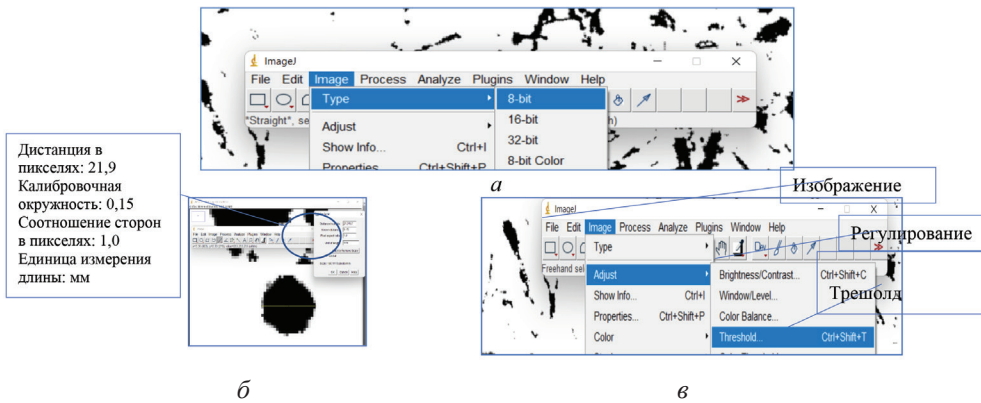 ImageJ
File Edit Image Process Analyze Plugins Window Help
Type
8-bit
*Straight*, se
16-bit
Adjust
32-bit
Show Info... Ctrl+I
8-bit Color
Properties... Ctrl+Shift+P
а
Дистанция в
пикселях: 21,9
Калибровочная
окружность: 0,15
Соотношение сторон
в пикселях: 1,0
Единица измерения
длины: мм
б
Изображение
ImageJ
File Edit Image Process Analyze Plugins Window Help
Регулирование
Type
Freehand sel
Adjust
Brightness/Contrast... Ctrl+Shift+C
Show Info... Ctrl+I
Window/Level...
Трешолд
Properties... Ctrl+Shift+P
Color Balance...
Color
Threshold... Ctrl+Shift+T
в